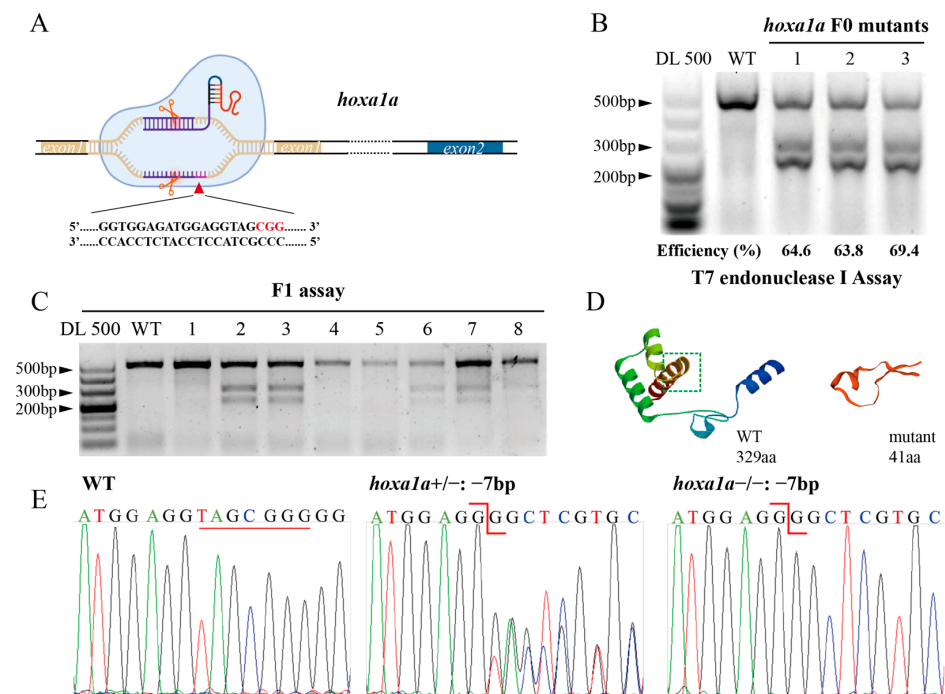 A
hoxa1a
exon1
exon1
exon2
5’......GGTGGAGATGGAGGTAGCGG....... 3’
3’......CCACCTCTACCTCCATCGCCC....... 5’
B
hoxa1a F0 mutants
DL 500 WT 1 2 3
500bp
300bp
200bp
Efficiency (%) 64.6 63.8 69.4
T7 endonuclease I Assay
C
F1 assay
DL 500 WT 1 2 3 4 5 6 7 8
500bp
300bp
200bp
D
WT
329aa
mutant
41aa
E
WT
ATGGAGGTAGCGGGGG
hoxa1a+/−: −7bp
ATGGAGGGGCTCGTGC
hoxa1a−/−: −7bp
ATGGAGGGGCTCGTGC